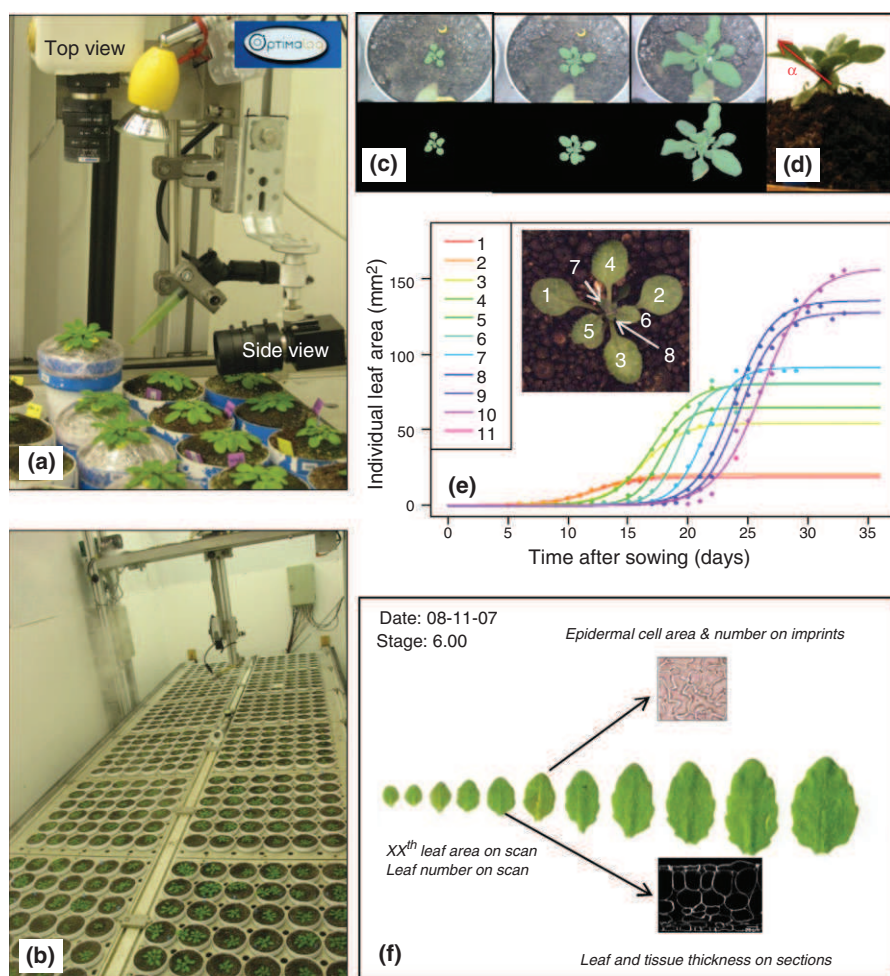 Top view
OPTIMALOG
Side view
(a)
(b)
(c)
α
(d)
Individual leaf area (mm²)
150
100
50
0
1
2
3
4
5
6
7
8
9
10
11
4
7
1
2
5
6
3
8
(e)
0
5
10
15
20
25
30
35
Time after sowing (days)
Date: 08-11-07
Stage: 6.00
Epidermal cell area & number on imprints
XXth leaf area on scan
Leaf number on scan
(f)
Leaf and tissue thickness on sections